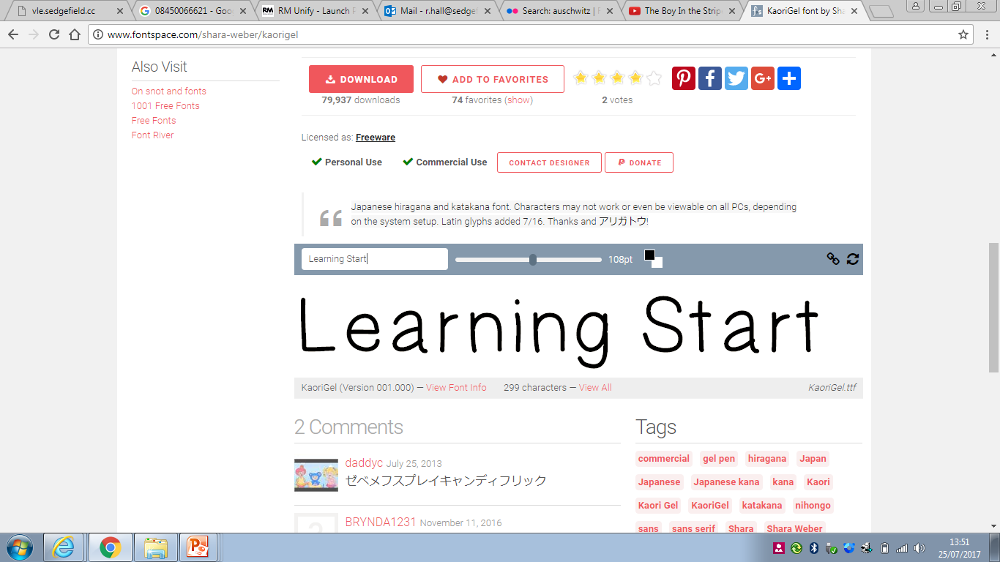 vle.sedgefield.cc
08450066621 - Goo
RM Unify - Launch P
Mail - r.hall@sedgef
Search: auschwitz | F
The Boy In the Strip
KaoriGel font by Sha
www.fontspace.com/shara-weber/kaorigel
Also Visit
On snot and fonts
1001 Free Fonts
Free Fonts
Font River
DOWNLOAD
79,937 downloads
ADD TO FAVORITES
74 favorites (show)
2 votes
Licensed as: Freeware
Personal Use
Commercial Use
CONTACT DESIGNER
DONATE
Japanese hiragana and katakana font. Characters may not work or even be viewable on all PCs, depending
on the system setup. Latin glyphs added 7/16. Thanks and アリガトウ!
Learning Start
108pt
Learning Start
KaoriGel (Version 001.000) — View Font Info
299 characters — View All
KaoriGel.ttf
2 Comments
daddyc July 25, 2013
ゼベメフスプレイキャンディフリック
BRYNDA1231 November 11, 2016
Tags
commercial gel pen hiragana Japan
Japanese Japanese kana kana Kaori
Kaori Gel KaoriGel katakana nihongo
sans sans serif Shara Shara Weber
13:51
25/07/2017